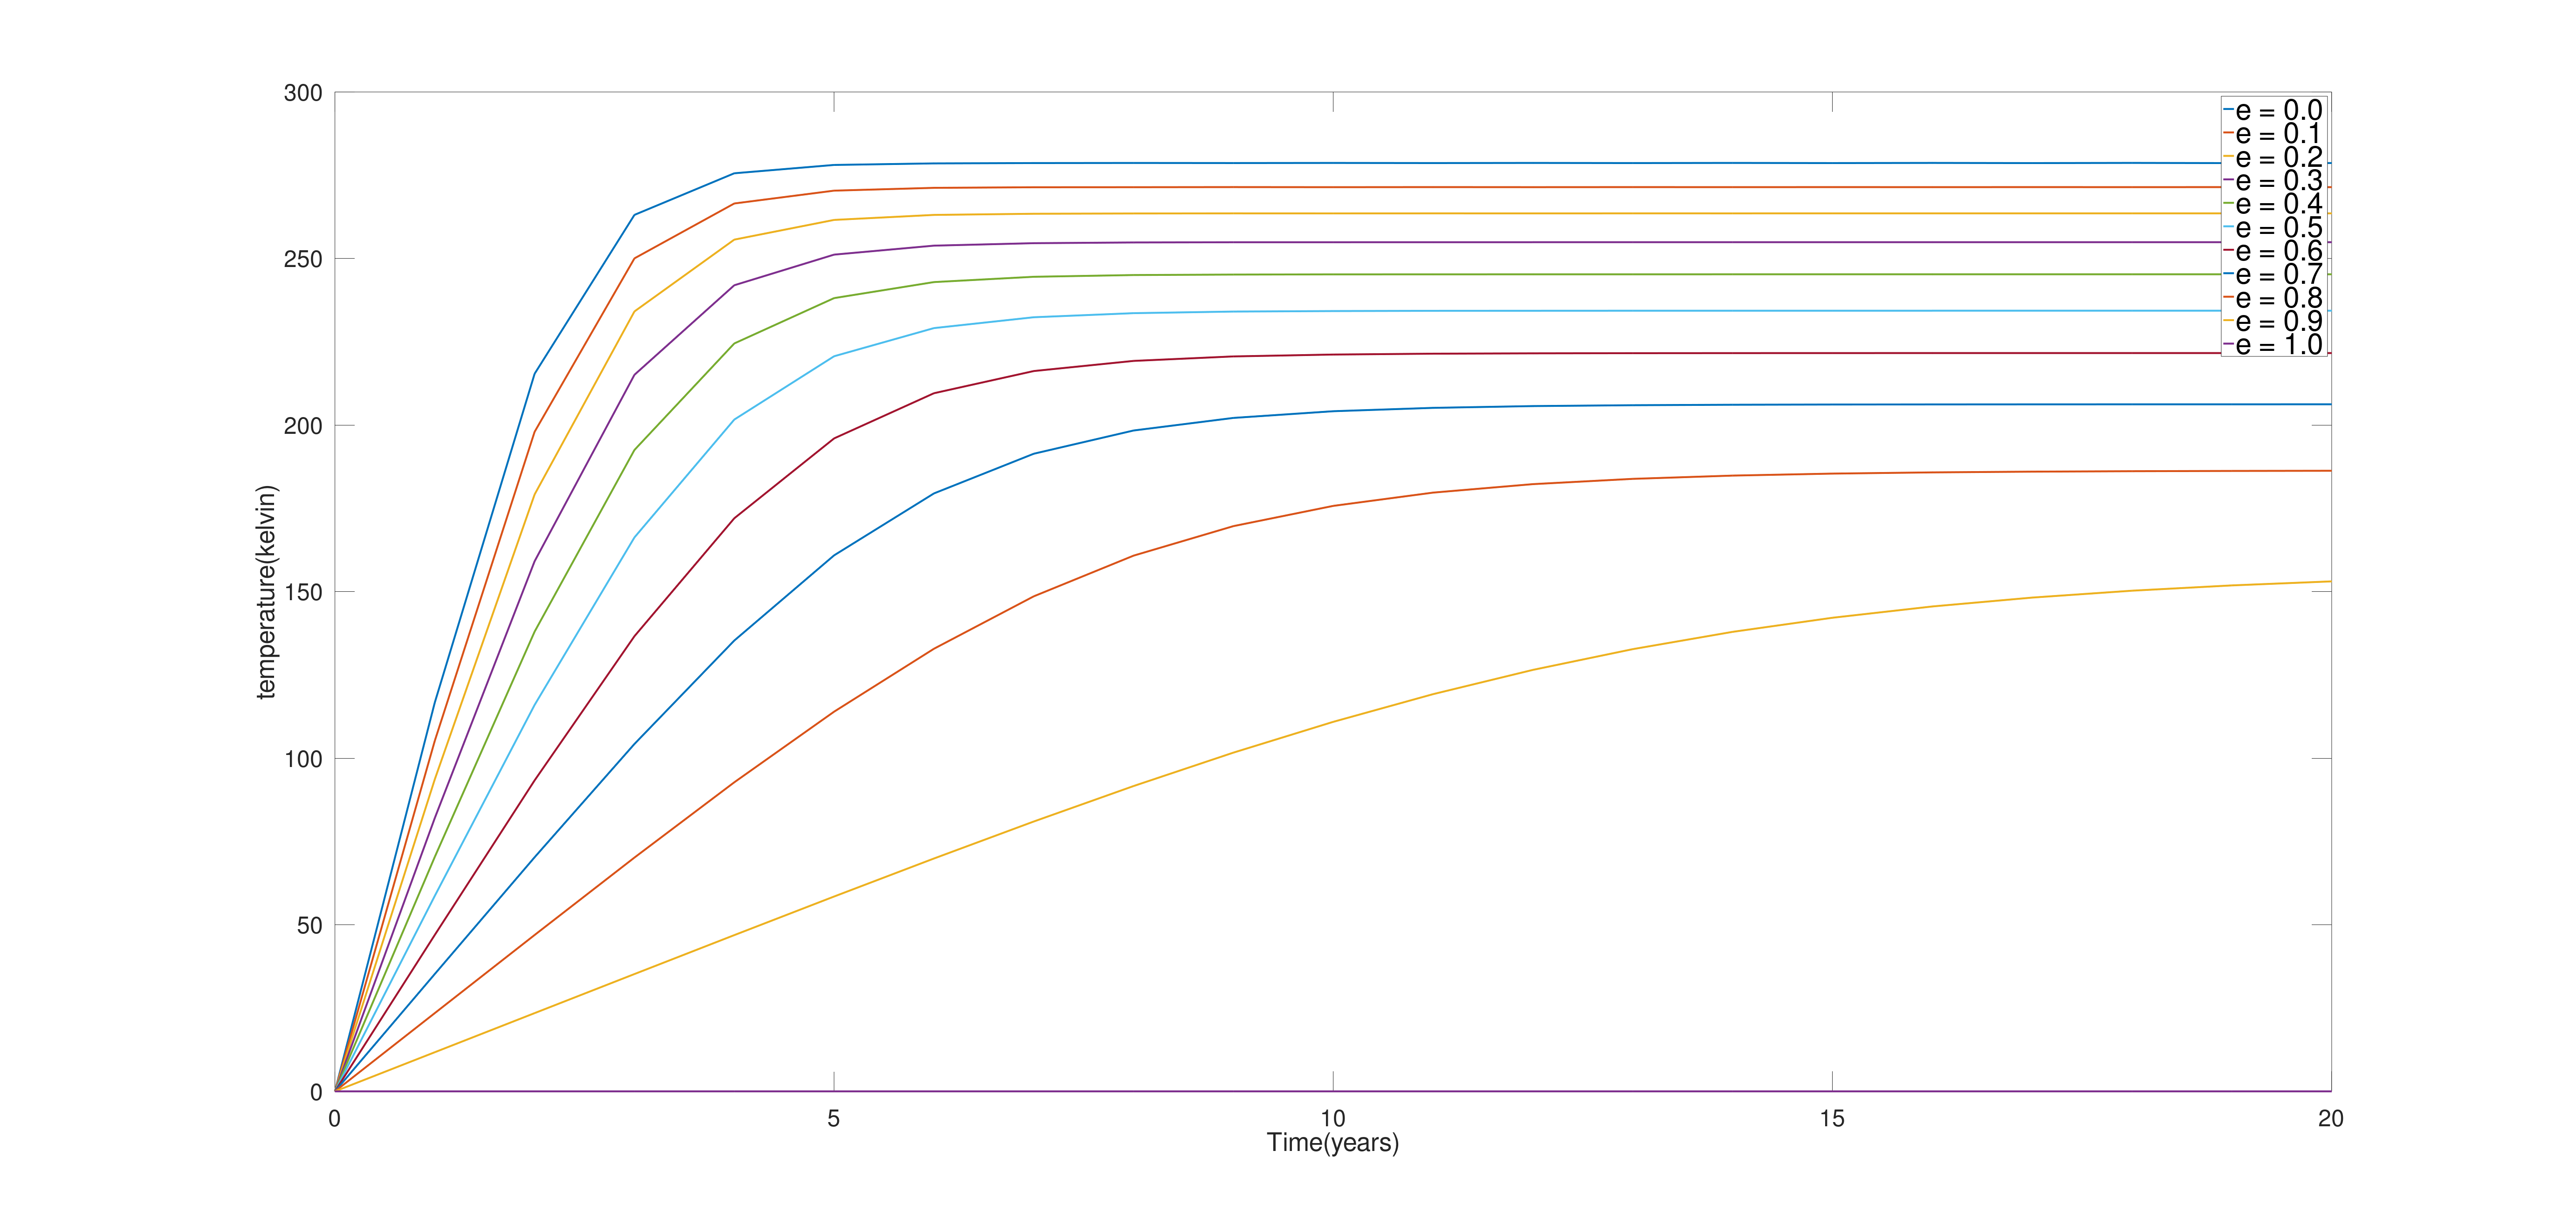 300
250
200
150
100
50
0
temperature(kelvin)
e = 0.0
e = 0.1
e = 0.2
e = 0.3
e = 0.4
e = 0.5
e = 0.6
e = 0.7
e = 0.8
e = 0.9
e = 1.0
0 5 10 15 20
Time(years)